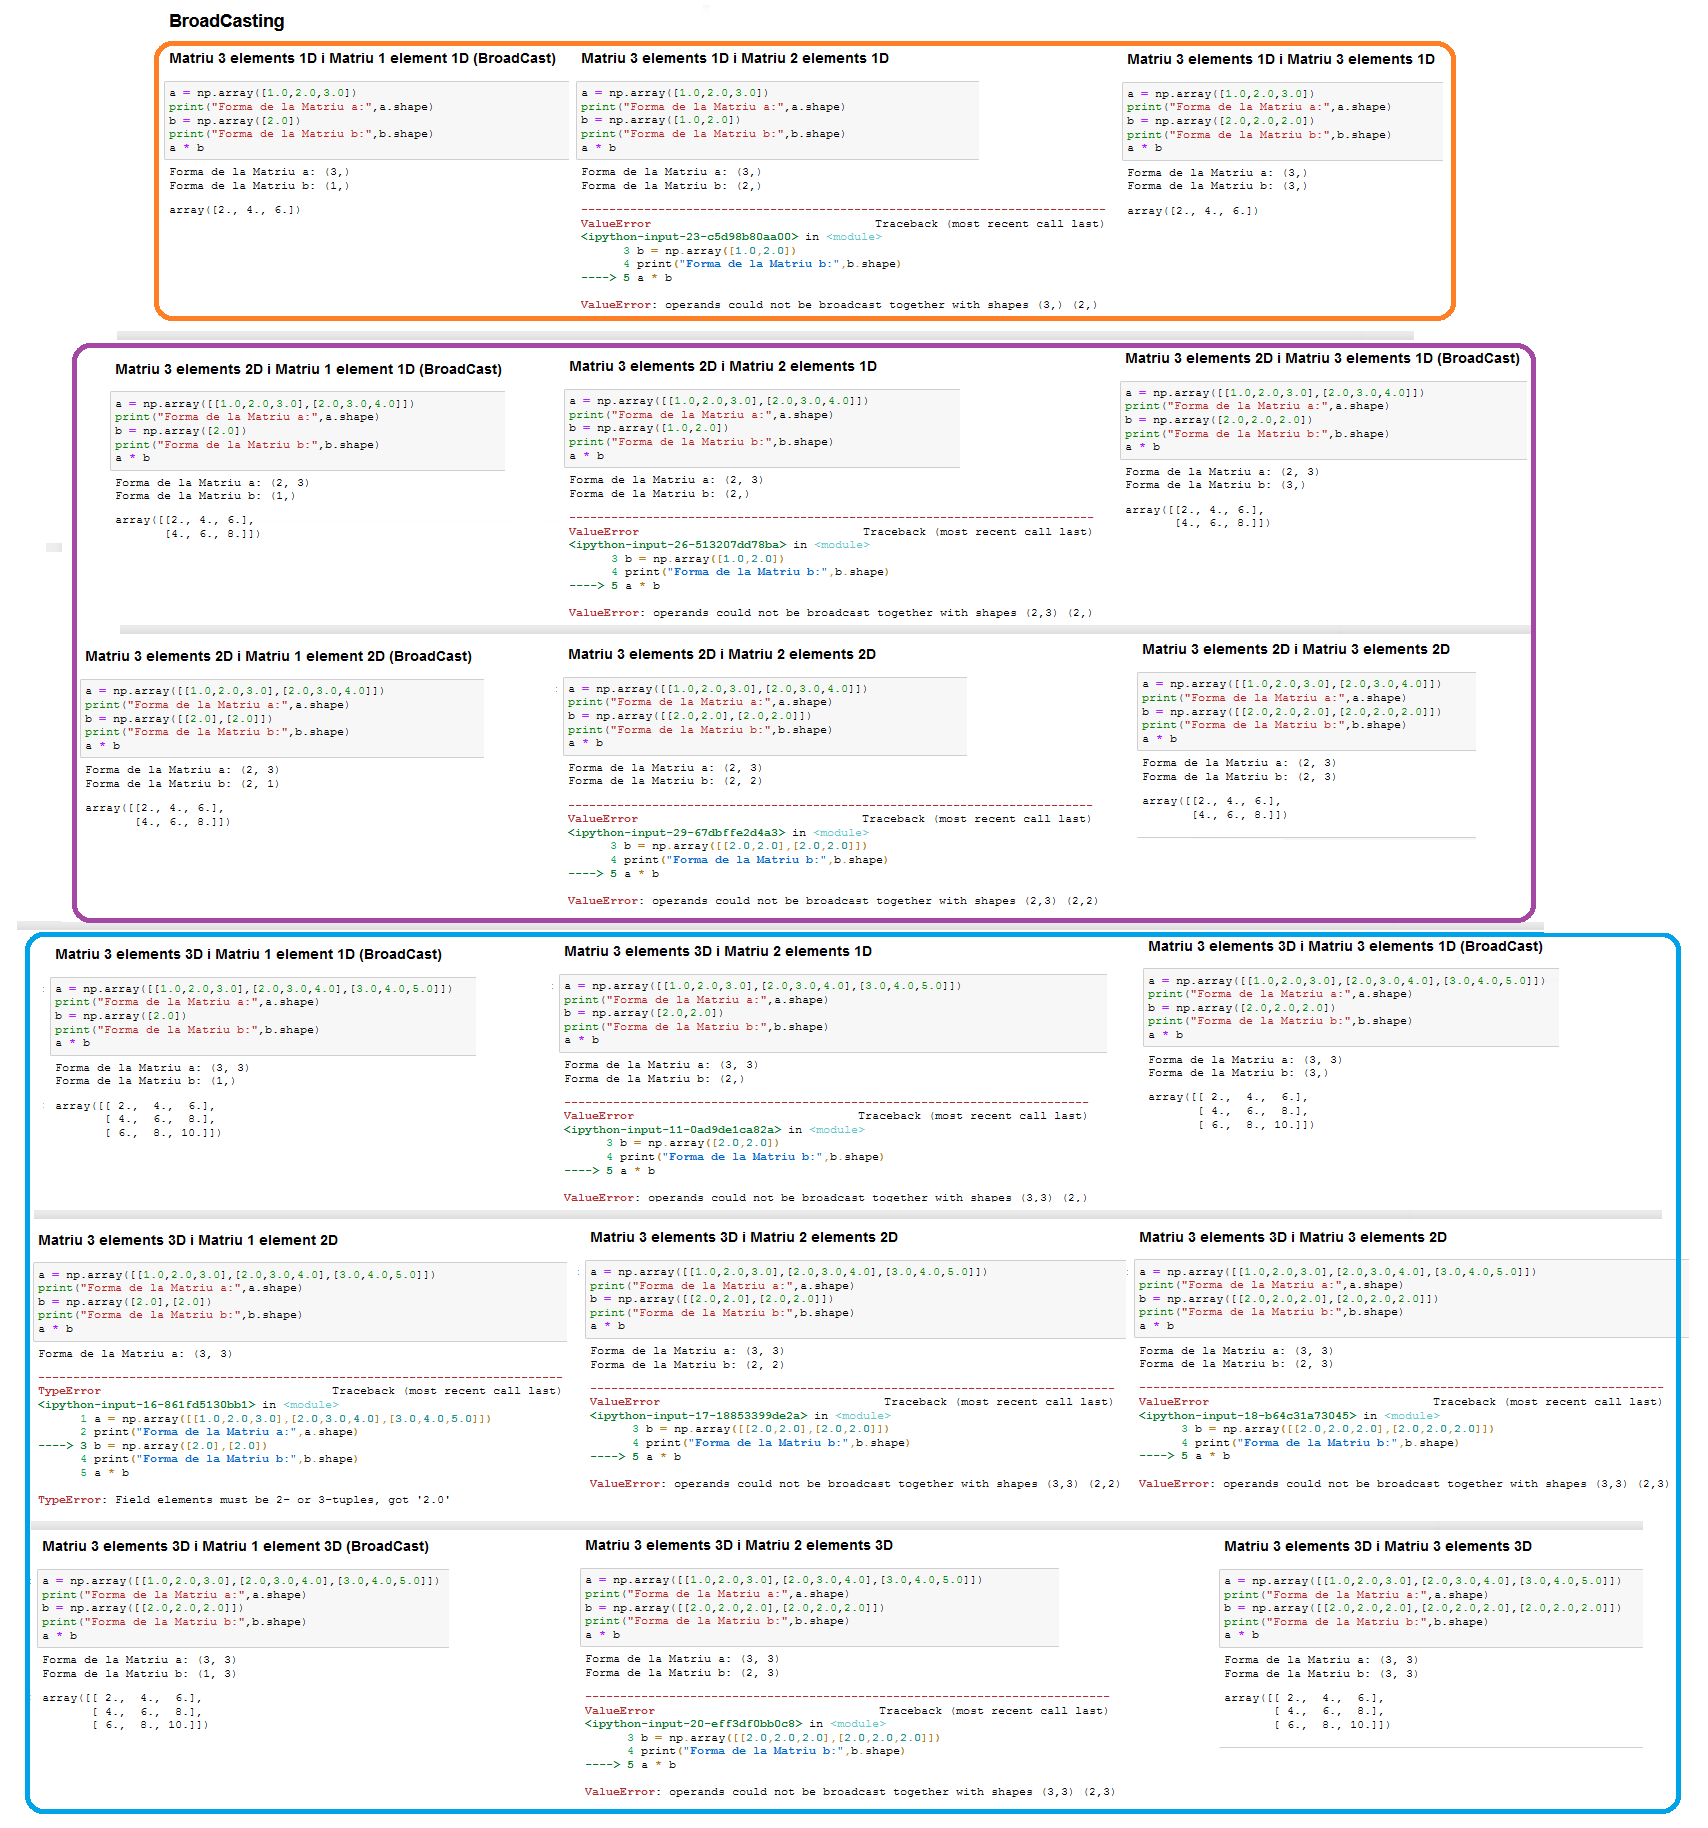 BroadCasting
Matriu 3 elements 1D i Matriu 1 element 1D (BroadCast)
a = np.array([1.0,2.0,3.0])
print("Forma de la Matriu a:",a.shape)
b = np.array([2.0])
print("Forma de la Matriu b:",b.shape)
a * b
Forma de la Matriu a: (3,)
Forma de la Matriu b: (1,)
array([2., 4., 6.])
Matriu 3 elements 1D i Matriu 2 elements 1D
a = np.array([1.0,2.0,3.0])
print("Forma de la Matriu a:",a.shape)
b = np.array([1.0,2.0])
print("Forma de la Matriu b:",b.shape)
a * b
Forma de la Matriu a: (3,)
Forma de la Matriu b: (2,)
---------------------------------------------------------------------------
ValueError                                Traceback (most recent call last)
<ipython-input-23-c5d98b80aa00> in <module>
      3 b = np.array([1.0,2.0])
      4 print("Forma de la Matriu b:",b.shape)
----> 5 a * b
ValueError: operands could not be broadcast together with shapes (3,) (2,)
Matriu 3 elements 1D i Matriu 3 elements 1D
a = np.array([1.0,2.0,3.0])
print("Forma de la Matriu a:",a.shape)
b = np.array([2.0,2.0,2.0])
print("Forma de la Matriu b:",b.shape)
a * b
Forma de la Matriu a: (3,)
Forma de la Matriu b: (3,)
array([2., 4., 6.])
Matriu 3 elements 2D i Matriu 1 element 1D (BroadCast)
a = np.array([[1.0,2.0,3.0],[2.0,3.0,4.0]])
print("Forma de la Matriu a:",a.shape)
b = np.array([2.0])
print("Forma de la Matriu b:",b.shape)
a * b
Forma de la Matriu a: (2, 3)
Forma de la Matriu b: (1,)
array([[2., 4., 6.],
       [4., 6., 8.]])
Matriu 3 elements 2D i Matriu 2 elements 1D
a = np.array([[1.0,2.0,3.0],[2.0,3.0,4.0]])
print("Forma de la Matriu a:",a.shape)
b = np.array([1.0,2.0])
print("Forma de la Matriu b:",b.shape)
a * b
Forma de la Matriu a: (2, 3)
Forma de la Matriu b: (2,)
---------------------------------------------------------------------------
ValueError                                Traceback (most recent call last)
<ipython-input-26-513207dd78ba> in <module>
      3 b = np.array([1.0,2.0])
      4 print("Forma de la Matriu b:",b.shape)
----> 5 a * b
ValueError: operands could not be broadcast together with shapes (2,3) (2,)
Matriu 3 elements 2D i Matriu 3 elements 1D (BroadCast)
a = np.array([[1.0,2.0,3.0],[2.0,3.0,4.0]])
print("Forma de la Matriu a:",a.shape)
b = np.array([2.0,2.0,2.0])
print("Forma de la Matriu b:",b.shape)
a * b
Forma de la Matriu a: (2, 3)
Forma de la Matriu b: (3,)
array([[2., 4., 6.],
       [4., 6., 8.]])
Matriu 3 elements 2D i Matriu 1 element 2D (BroadCast)
a = np.array([[1.0,2.0,3.0],[2.0,3.0,4.0]])
print("Forma de la Matriu a:",a.shape)
b = np.array([[2.0],[2.0]])
print("Forma de la Matriu b:",b.shape)
a * b
Forma de la Matriu a: (2, 3)
Forma de la Matriu b: (2, 1)
array([[2., 4., 6.],
       [4., 6., 8.]])
Matriu 3 elements 2D i Matriu 2 elements 2D
a = np.array([[1.0,2.0,3.0],[2.0,3.0,4.0]])
print("Forma de la Matriu a:",a.shape)
b = np.array([[2.0,2.0],[2.0,2.0]])
print("Forma de la Matriu b:",b.shape)
a * b
Forma de la Matriu a: (2, 3)
Forma de la Matriu b: (2, 2)
---------------------------------------------------------------------------
ValueError                                Traceback (most recent call last)
<ipython-input-29-67dbffe2d4a3> in <module>
      3 b = np.array([[2.0,2.0],[2.0,2.0]])
      4 print("Forma de la Matriu b:",b.shape)
----> 5 a * b
ValueError: operands could not be broadcast together with shapes (2,3) (2,2)
Matriu 3 elements 2D i Matriu 3 elements 2D
a = np.array([[1.0,2.0,3.0],[2.0,3.0,4.0]])
print("Forma de la Matriu a:",a.shape)
b = np.array([[2.0,2.0,2.0],[2.0,2.0,2.0]])
print("Forma de la Matriu b:",b.shape)
a * b
Forma de la Matriu a: (2, 3)
Forma de la Matriu b: (2, 3)
array([[2., 4., 6.],
       [4., 6., 8.]])
Matriu 3 elements 3D i Matriu 1 element 1D (BroadCast)
a = np.array([[1.0,2.0,3.0],[2.0,3.0,4.0],[3.0,4.0,5.0]])
print("Forma de la Matriu a:",a.shape)
b = np.array([2.0])
print("Forma de la Matriu b:",b.shape)
a * b
Forma de la Matriu a: (3, 3)
Forma de la Matriu b: (1,)
array([[ 2.,  4.,  6.],
       [ 4.,  6.,  8.],
       [ 6.,  8., 10.]])
Matriu 3 elements 3D i Matriu 2 elements 1D
a = np.array([[1.0,2.0,3.0],[2.0,3.0,4.0],[3.0,4.0,5.0]])
print("Forma de la Matriu a:",a.shape)
b = np.array([2.0,2.0])
print("Forma de la Matriu b:",b.shape)
a * b
Forma de la Matriu a: (3, 3)
Forma de la Matriu b: (2,)
---------------------------------------------------------------------------
ValueError                                Traceback (most recent call last)
<ipython-input-11-0ad9de1ca82a> in <module>
      3 b = np.array([2.0,2.0])
      4 print("Forma de la Matriu b:",b.shape)
----> 5 a * b
ValueError: operands could not be broadcast together with shapes (3,3) (2,)
Matriu 3 elements 3D i Matriu 3 elements 1D (BroadCast)
a = np.array([[1.0,2.0,3.0],[2.0,3.0,4.0],[3.0,4.0,5.0]])
print("Forma de la Matriu a:",a.shape)
b = np.array([2.0,2.0,2.0])
print("Forma de la Matriu b:",b.shape)
a * b
Forma de la Matriu a: (3, 3)
Forma de la Matriu b: (3,)
array([[ 2.,  4.,  6.],
       [ 4.,  6.,  8.],
       [ 6.,  8., 10.]])
Matriu 3 elements 3D i Matriu 1 element 2D
a = np.array([[1.0,2.0,3.0],[2.0,3.0,4.0],[3.0,4.0,5.0]])
print("Forma de la Matriu a:",a.shape)
b = np.array([2.0],[2.0])
print("Forma de la Matriu b:",b.shape)
a * b
Forma de la Matriu a: (3, 3)
---------------------------------------------------------------------------
TypeError                                 Traceback (most recent call last)
<ipython-input-16-861fd5130bb1> in <module>
      1 a = np.array([[1.0,2.0,3.0],[2.0,3.0,4.0],[3.0,4.0,5.0]])
      2 print("Forma de la Matriu a:",a.shape)
----> 3 b = np.array([2.0],[2.0])
      4 print("Forma de la Matriu b:",b.shape)
      5 a * b
TypeError: Field elements must be 2- or 3-tuples, got '2.0'
Matriu 3 elements 3D i Matriu 2 elements 2D
a = np.array([[1.0,2.0,3.0],[2.0,3.0,4.0],[3.0,4.0,5.0]])
print("Forma de la Matriu a:",a.shape)
b = np.array([[2.0,2.0],[2.0,2.0]])
print("Forma de la Matriu b:",b.shape)
a * b
Forma de la Matriu a: (3, 3)
Forma de la Matriu b: (2, 2)
---------------------------------------------------------------------------
ValueError                                Traceback (most recent call last)
<ipython-input-17-18853399de2a> in <module>
      3 b = np.array([[2.0,2.0],[2.0,2.0]])
      4 print("Forma de la Matriu b:",b.shape)
----> 5 a * b
ValueError: operands could not be broadcast together with shapes (3,3) (2,2)
Matriu 3 elements 3D i Matriu 3 elements 2D
a = np.array([[1.0,2.0,3.0],[2.0,3.0,4.0],[3.0,4.0,5.0]])
print("Forma de la Matriu a:",a.shape)
b = np.array([[2.0,2.0,2.0],[2.0,2.0,2.0]])
print("Forma de la Matriu b:",b.shape)
a * b
Forma de la Matriu a: (3, 3)
Forma de la Matriu b: (2, 3)
---------------------------------------------------------------------------
ValueError                                Traceback (most recent call last)
<ipython-input-18-b64c31a73045> in <module>
      3 b = np.array([[2.0,2.0,2.0],[2.0,2.0,2.0]])
      4 print("Forma de la Matriu b:",b.shape)
----> 5 a * b
ValueError: operands could not be broadcast together with shapes (3,3) (2,3)
Matriu 3 elements 3D i Matriu 1 element 3D (BroadCast)
a = np.array([[1.0,2.0,3.0],[2.0,3.0,4.0],[3.0,4.0,5.0]])
print("Forma de la Matriu a:",a.shape)
b = np.array([[2.0,2.0,2.0]])
print("Forma de la Matriu b:",b.shape)
a * b
Forma de la Matriu a: (3, 3)
Forma de la Matriu b: (1, 3)
array([[ 2.,  4.,  6.],
       [ 4.,  6.,  8.],
       [ 6.,  8., 10.]])
Matriu 3 elements 3D i Matriu 2 elements 3D
a = np.array([[1.0,2.0,3.0],[2.0,3.0,4.0],[3.0,4.0,5.0]])
print("Forma de la Matriu a:",a.shape)
b = np.array([[2.0,2.0,2.0],[2.0,2.0,2.0]])
print("Forma de la Matriu b:",b.shape)
a * b
Forma de la Matriu a: (3, 3)
Forma de la Matriu b: (2, 3)
---------------------------------------------------------------------------
ValueError                                Traceback (most recent call last)
<ipython-input-20-eff3df0bb0c8> in <module>
      3 b = np.array([[2.0,2.0,2.0],[2.0,2.0,2.0]])
      4 print("Forma de la Matriu b:",b.shape)
----> 5 a * b
ValueError: operands could not be broadcast together with shapes (3,3) (2,3)
Matriu 3 elements 3D i Matriu 3 elements 3D
a = np.array([[1.0,2.0,3.0],[2.0,3.0,4.0],[3.0,4.0,5.0]])
print("Forma de la Matriu a:",a.shape)
b = np.array([[2.0,2.0,2.0],[2.0,2.0,2.0],[2.0,2.0,2.0]])
print("Forma de la Matriu b:",b.shape)
a * b
Forma de la Matriu a: (3, 3)
Forma de la Matriu b: (3, 3)
array([[ 2.,  4.,  6.],
       [ 4.,  6.,  8.],
       [ 6.,  8., 10.]])